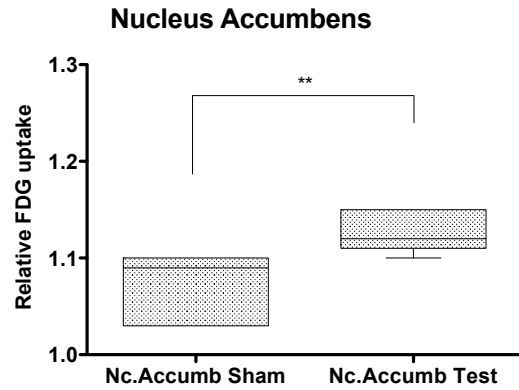 Nucleus Accumbens
1.3
**
1.2
Relative FDG uptake
1.1
1.0
Nc.Accumb Sham
Nc.Accumb Test